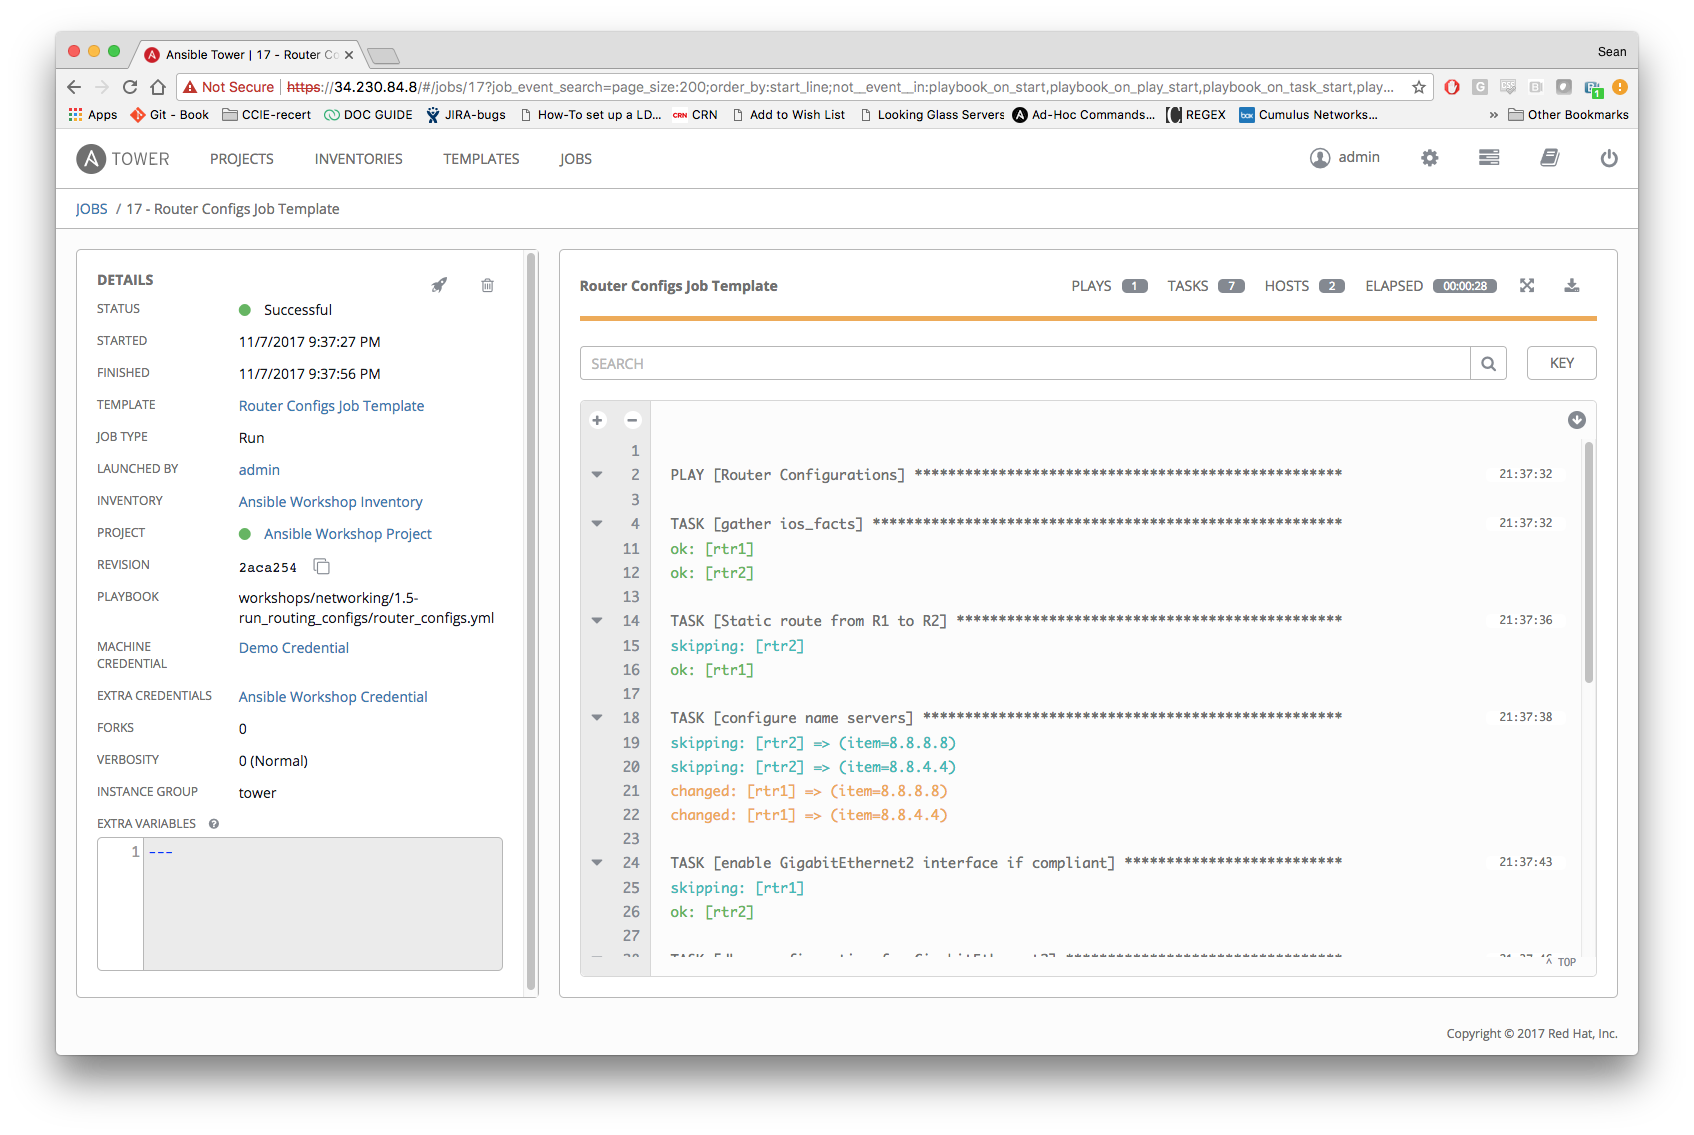 Ansible Tower | 17 - Router Co
Sean
Not Secure https://34.230.84.8/#/jobs/17?job_event_search=page_size:200;order_by:start_line;not__event__in:playbook_on_start,playbook_on_play_start,playbook_on_task_start,play...
Apps Git - Book CCIE-recert DOC GUIDE JIRA-bugs How-To set up a LD... CRN CRN Add to Wish List Looking Glass Servers Ad-Hoc Commands... REGEX box Cumulus Networks... » Other Bookmarks
A TOWER PROJECTS INVENTORIES TEMPLATES JOBS admin
JOBS / 17 - Router Configs Job Template
DETAILS
STATUS Successful
STARTED 11/7/2017 9:37:27 PM
FINISHED 11/7/2017 9:37:56 PM
TEMPLATE Router Configs Job Template
JOB TYPE Run
LAUNCHED BY admin
INVENTORY Ansible Workshop Inventory
PROJECT Ansible Workshop Project
REVISION 2aca254
PLAYBOOK workshops/networking/1.5-
run_routing_configs/router_configs.yml
MACHINE Demo Credential
CREDENTIAL
EXTRA CREDENTIALS Ansible Workshop Credential
FORKS 0
VERBOSITY 0 (Normal)
INSTANCE GROUP tower
EXTRA VARIABLES ?
1 ---
Router Configs Job Template PLAYS 1 TASKS 7 HOSTS 2 ELAPSED 00:00:28
SEARCH KEY
1
2 PLAY [Router Configurations] *************************************************** 21:37:32
3
4 TASK [gather ios_facts] ******************************************************** 21:37:32
11 ok: [rtr1]
12 ok: [rtr2]
13
14 TASK [Static route from R1 to R2] ********************************************** 21:37:36
15 skipping: [rtr2]
16 ok: [rtr1]
17
18 TASK [configure name servers] ************************************************** 21:37:38
19 skipping: [rtr2] => (item=8.8.8.8)
20 skipping: [rtr2] => (item=8.8.4.4)
21 changed: [rtr1] => (item=8.8.8.8)
22 changed: [rtr1] => (item=8.8.4.4)
23
24 TASK [enable GigabitEthernet2 interface if compliant] ************************** 21:37:43
25 skipping: [rtr1]
26 ok: [rtr2]
27
^ TOP
Copyright © 2017 Red Hat, Inc.